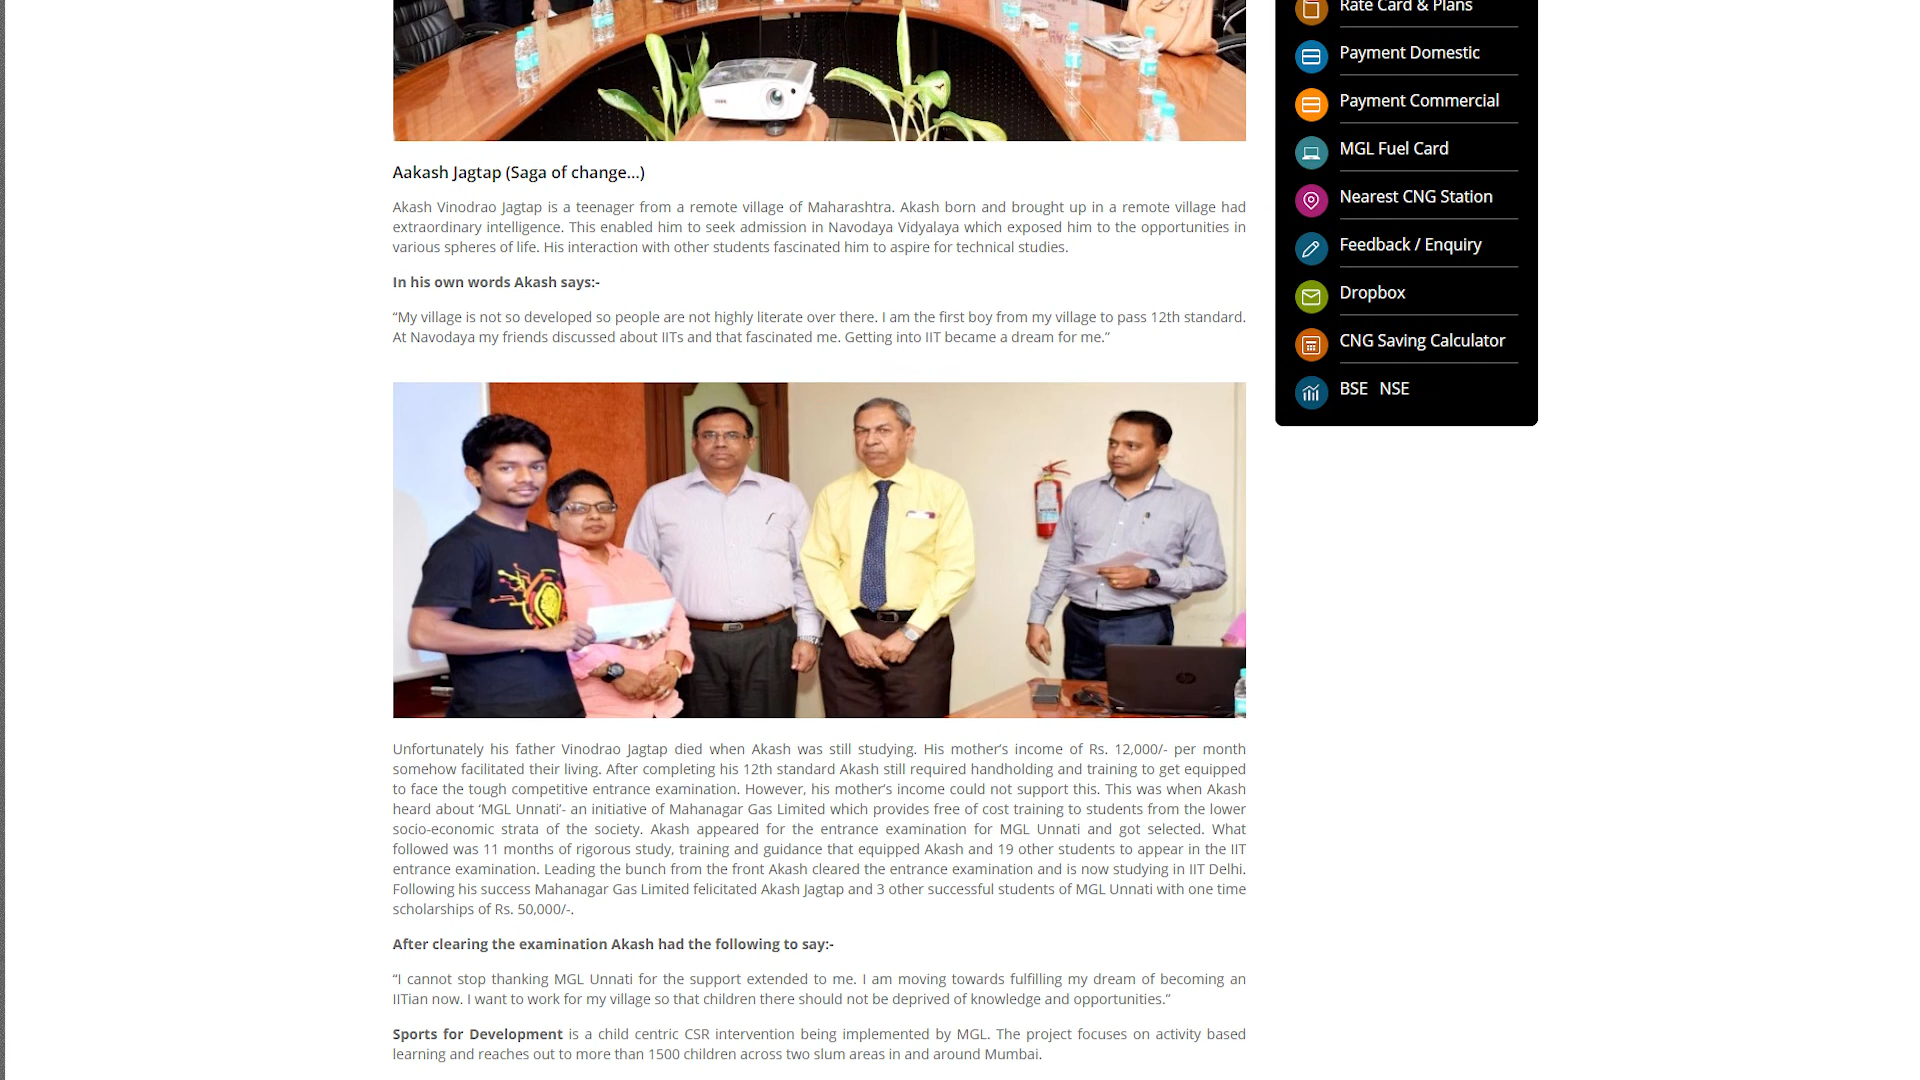 Rate Card & Plans
Payment Domestic
Payment Commercial
MGL Fuel Card
Nearest CNG Station
Feedback / Enquiry
Dropbox
CNG Saving Calculator
BSE NSE
Aakash Jagtap (Saga of change...)
Akash Vinodrao Jagtap is a teenager from a remote village of Maharashtra. Akash born and brought up in a remote village had
extraordinary intelligence. This enabled him to seek admission in Navodaya Vidyalaya which exposed him to the opportunities in
various spheres of life. His interaction with other students fascinated him to aspire for technical studies.
In his own words Akash says:-
“My village is not so developed so people are not highly literate over there. I am the first boy from my village to pass 12th standard.
At Navodaya my friends discussed about IITs and that fascinated me. Getting into IIT became a dream for me.”
hp
Unfortunately his father Vinodrao Jagtap died when Akash was still studying. His mother’s income of Rs. 12,000/- per month
somehow facilitated their living. After completing his 12th standard Akash still required handholding and training to get equipped
to face the tough competitive entrance examination. However, his mother’s income could not support this. This was when Akash
heard about ‘MGL Unnati’- an initiative of Mahanagar Gas Limited which provides free of cost training to students from the lower
socio-economic strata of the society. Akash appeared for the entrance examination for MGL Unnati and got selected. What
followed was 11 months of rigorous study, training and guidance that equipped Akash and 19 other students to appear in the IIT
entrance examination. Leading the bunch from the front Akash cleared the entrance examination and is now studying in IIT Delhi.
Following his success Mahanagar Gas Limited felicitated Akash Jagtap and 3 other successful students of MGL Unnati with one time
scholarships of Rs. 50,000/-.
After clearing the examination Akash had the following to say:-
“I cannot stop thanking MGL Unnati for the support extended to me. I am moving towards fulfilling my dream of becoming an
IITian now. I want to work for my village so that children there should not be deprived of knowledge and opportunities.“
Sports for Development is a child centric CSR intervention being implemented by MGL. The project focuses on activity based
learning and reaches out to more than 1500 children across two slum areas in and around Mumbai.